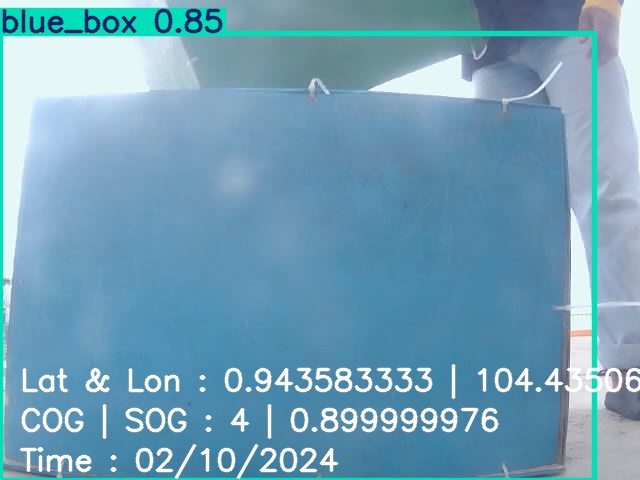 blue_box 0.85
Lat & Lon : 0.943583333 | 104.43506
COG | SOG : 4 | 0.899999976
Time : 02/10/2024